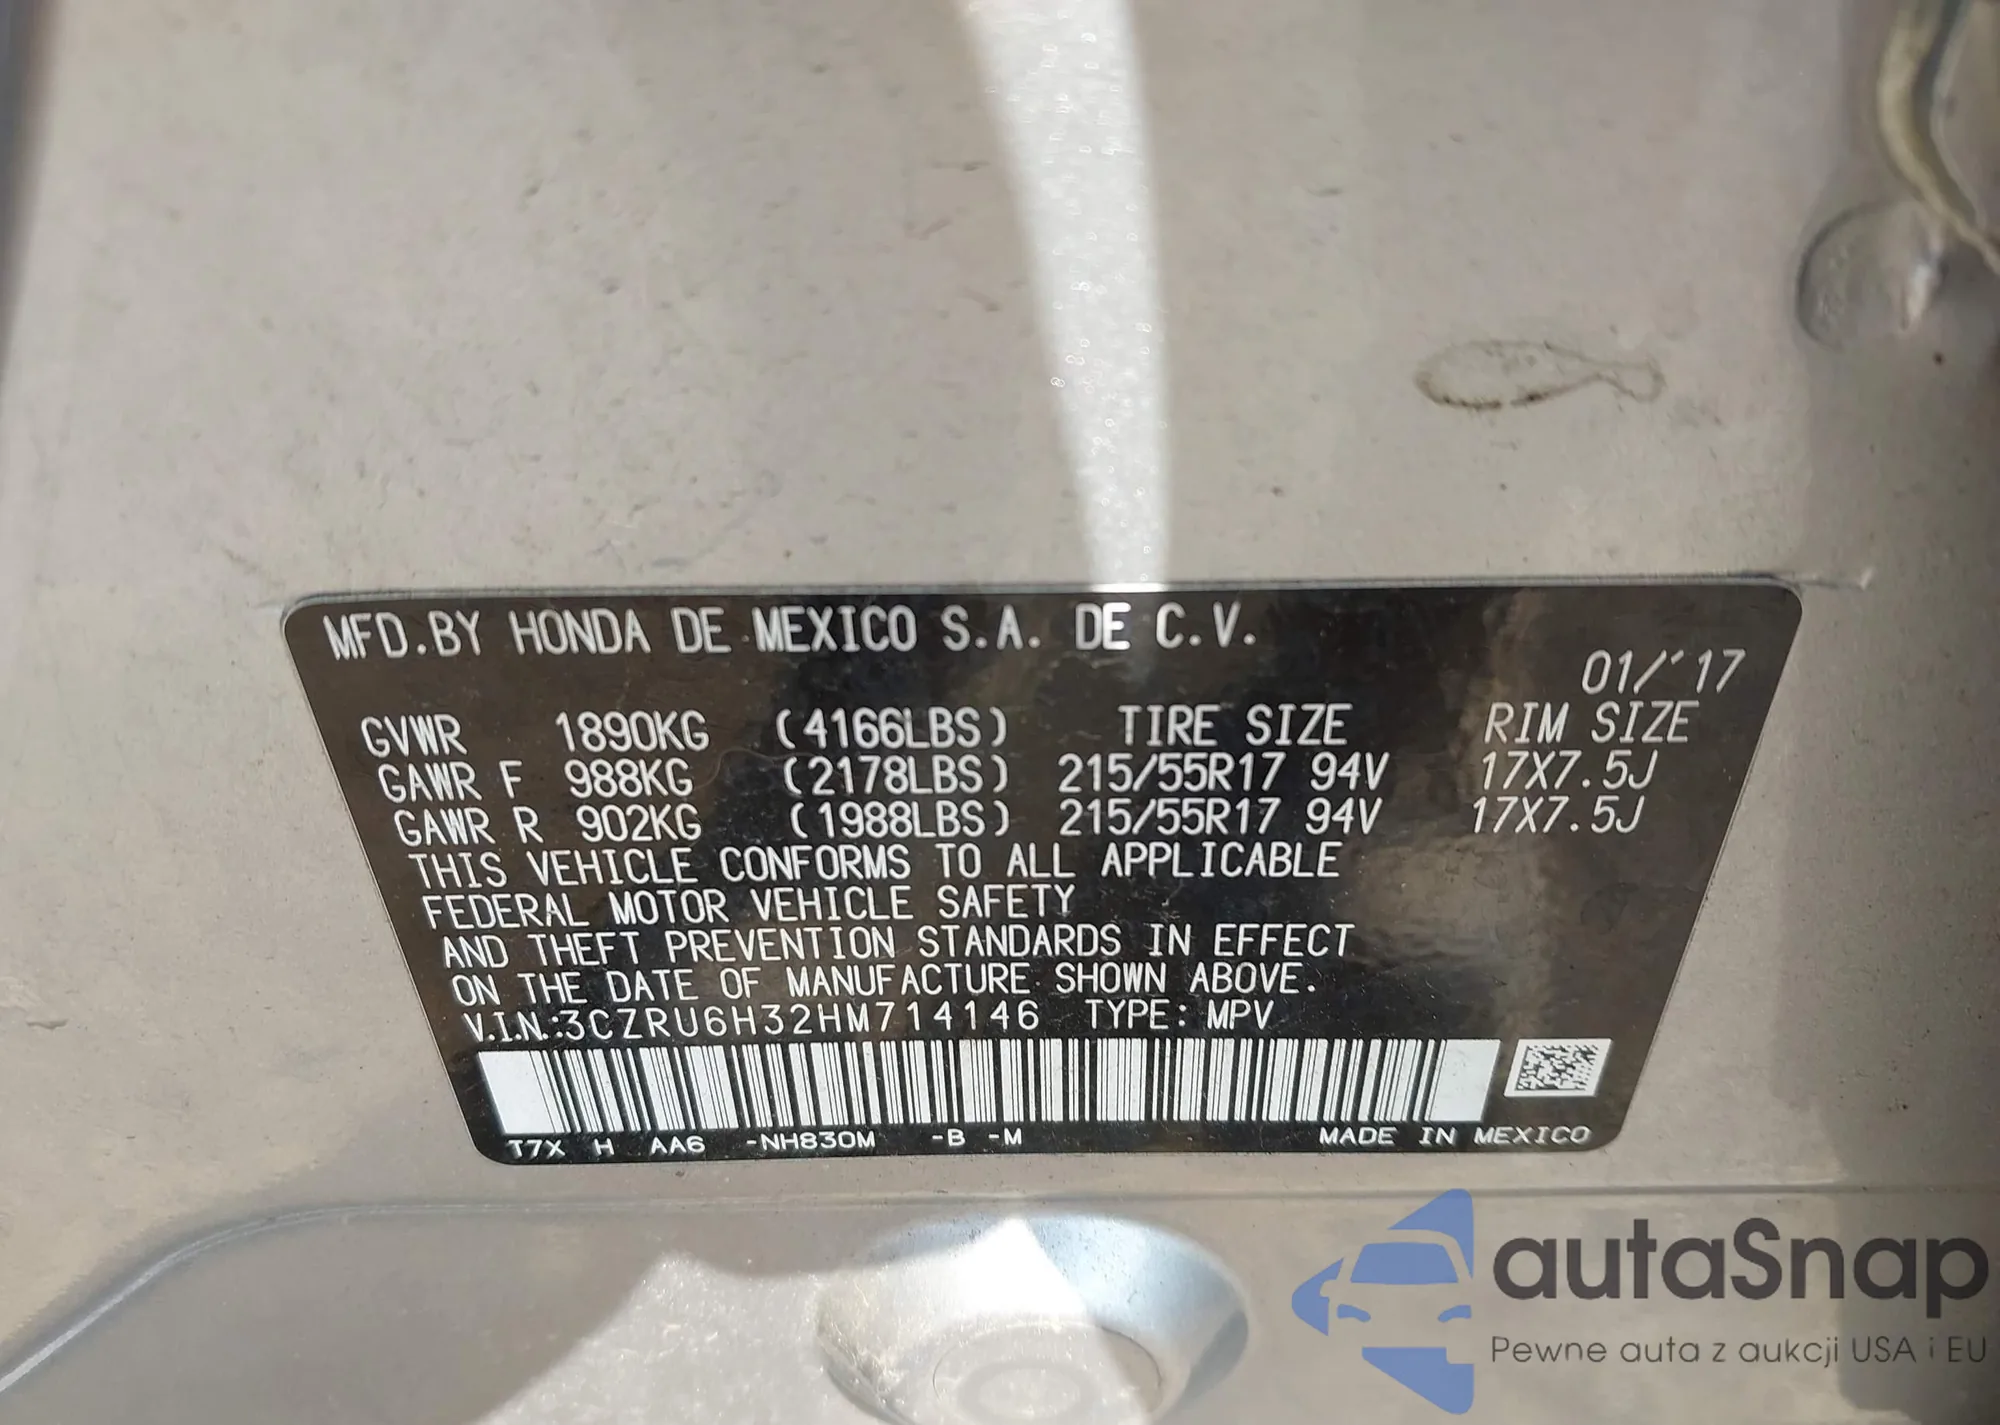 MFD.BY HONDA DE MEXICO S.A. DE C.V.
01/'17
GVWR 1890KG (4166LBS) TIRE SIZE RIM SIZE
GAWR F 988KG (2178LBS) 215/55R17 94V 17X7.5J
GAWR R 902KG (1988LBS) 215/55R17 94V 17X7.5J
THIS VEHICLE CONFORMS TO ALL APPLICABLE
FEDERAL MOTOR VEHICLE SAFETY
AND THEFT PREVENTION STANDARDS IN EFFECT
ON THE DATE OF MANUFACTURE SHOWN ABOVE.
V.I.N.:3CZRU6H32HM714146 TYPE: MPV
T7X H AA6 -NH830M -B -M MADE IN MEXICO
autaSnap
Pewne auta z aukcji USA i EU